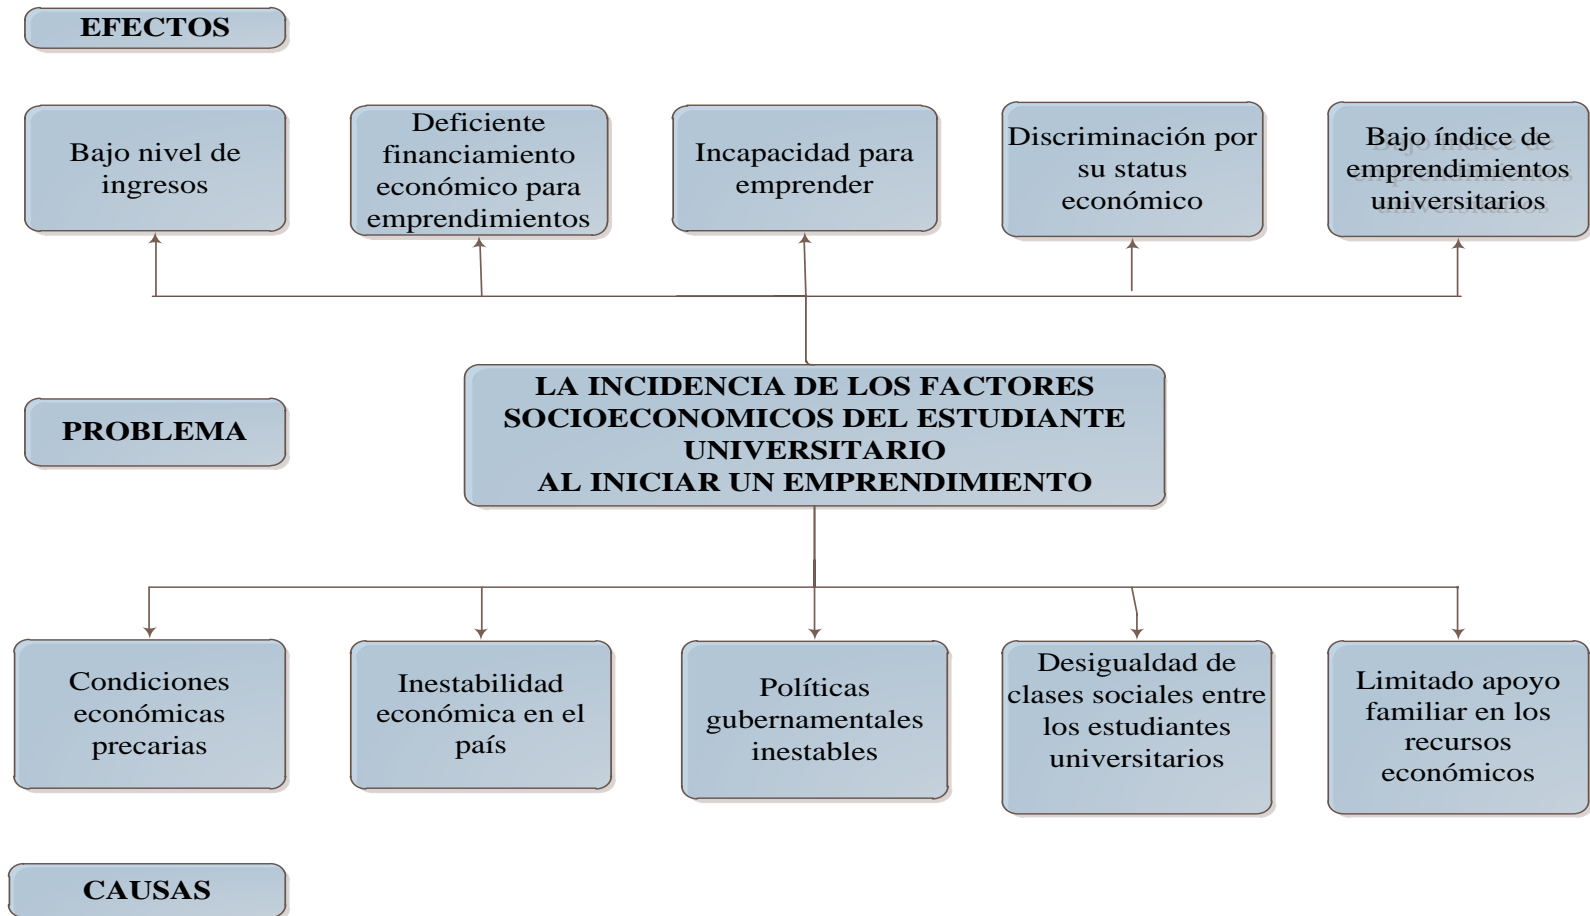 EFECTOS
Bajo nivel de
ingresos
Deficiente
financiamiento
económico para
emprendimientos
Incapacidad para
emprender
Discriminación por
su status
económico
Bajo índice de
emprendimientos
universitarios
PROBLEMA
LA INCIDENCIA DE LOS FACTORES
SOCIOECONOMICOS DEL ESTUDIANTE
UNIVERSITARIO
AL INICIAR UN EMPRENDIMIENTO
Condiciones
económicas
precarias
Inestabilidad
económica en el
país
Políticas
gubernamentales
inestables
Desigualdad de
clases sociales entre
los estudiantes
universitarios
Limitado apoyo
familiar en los
recursos
económicos
CAUSAS